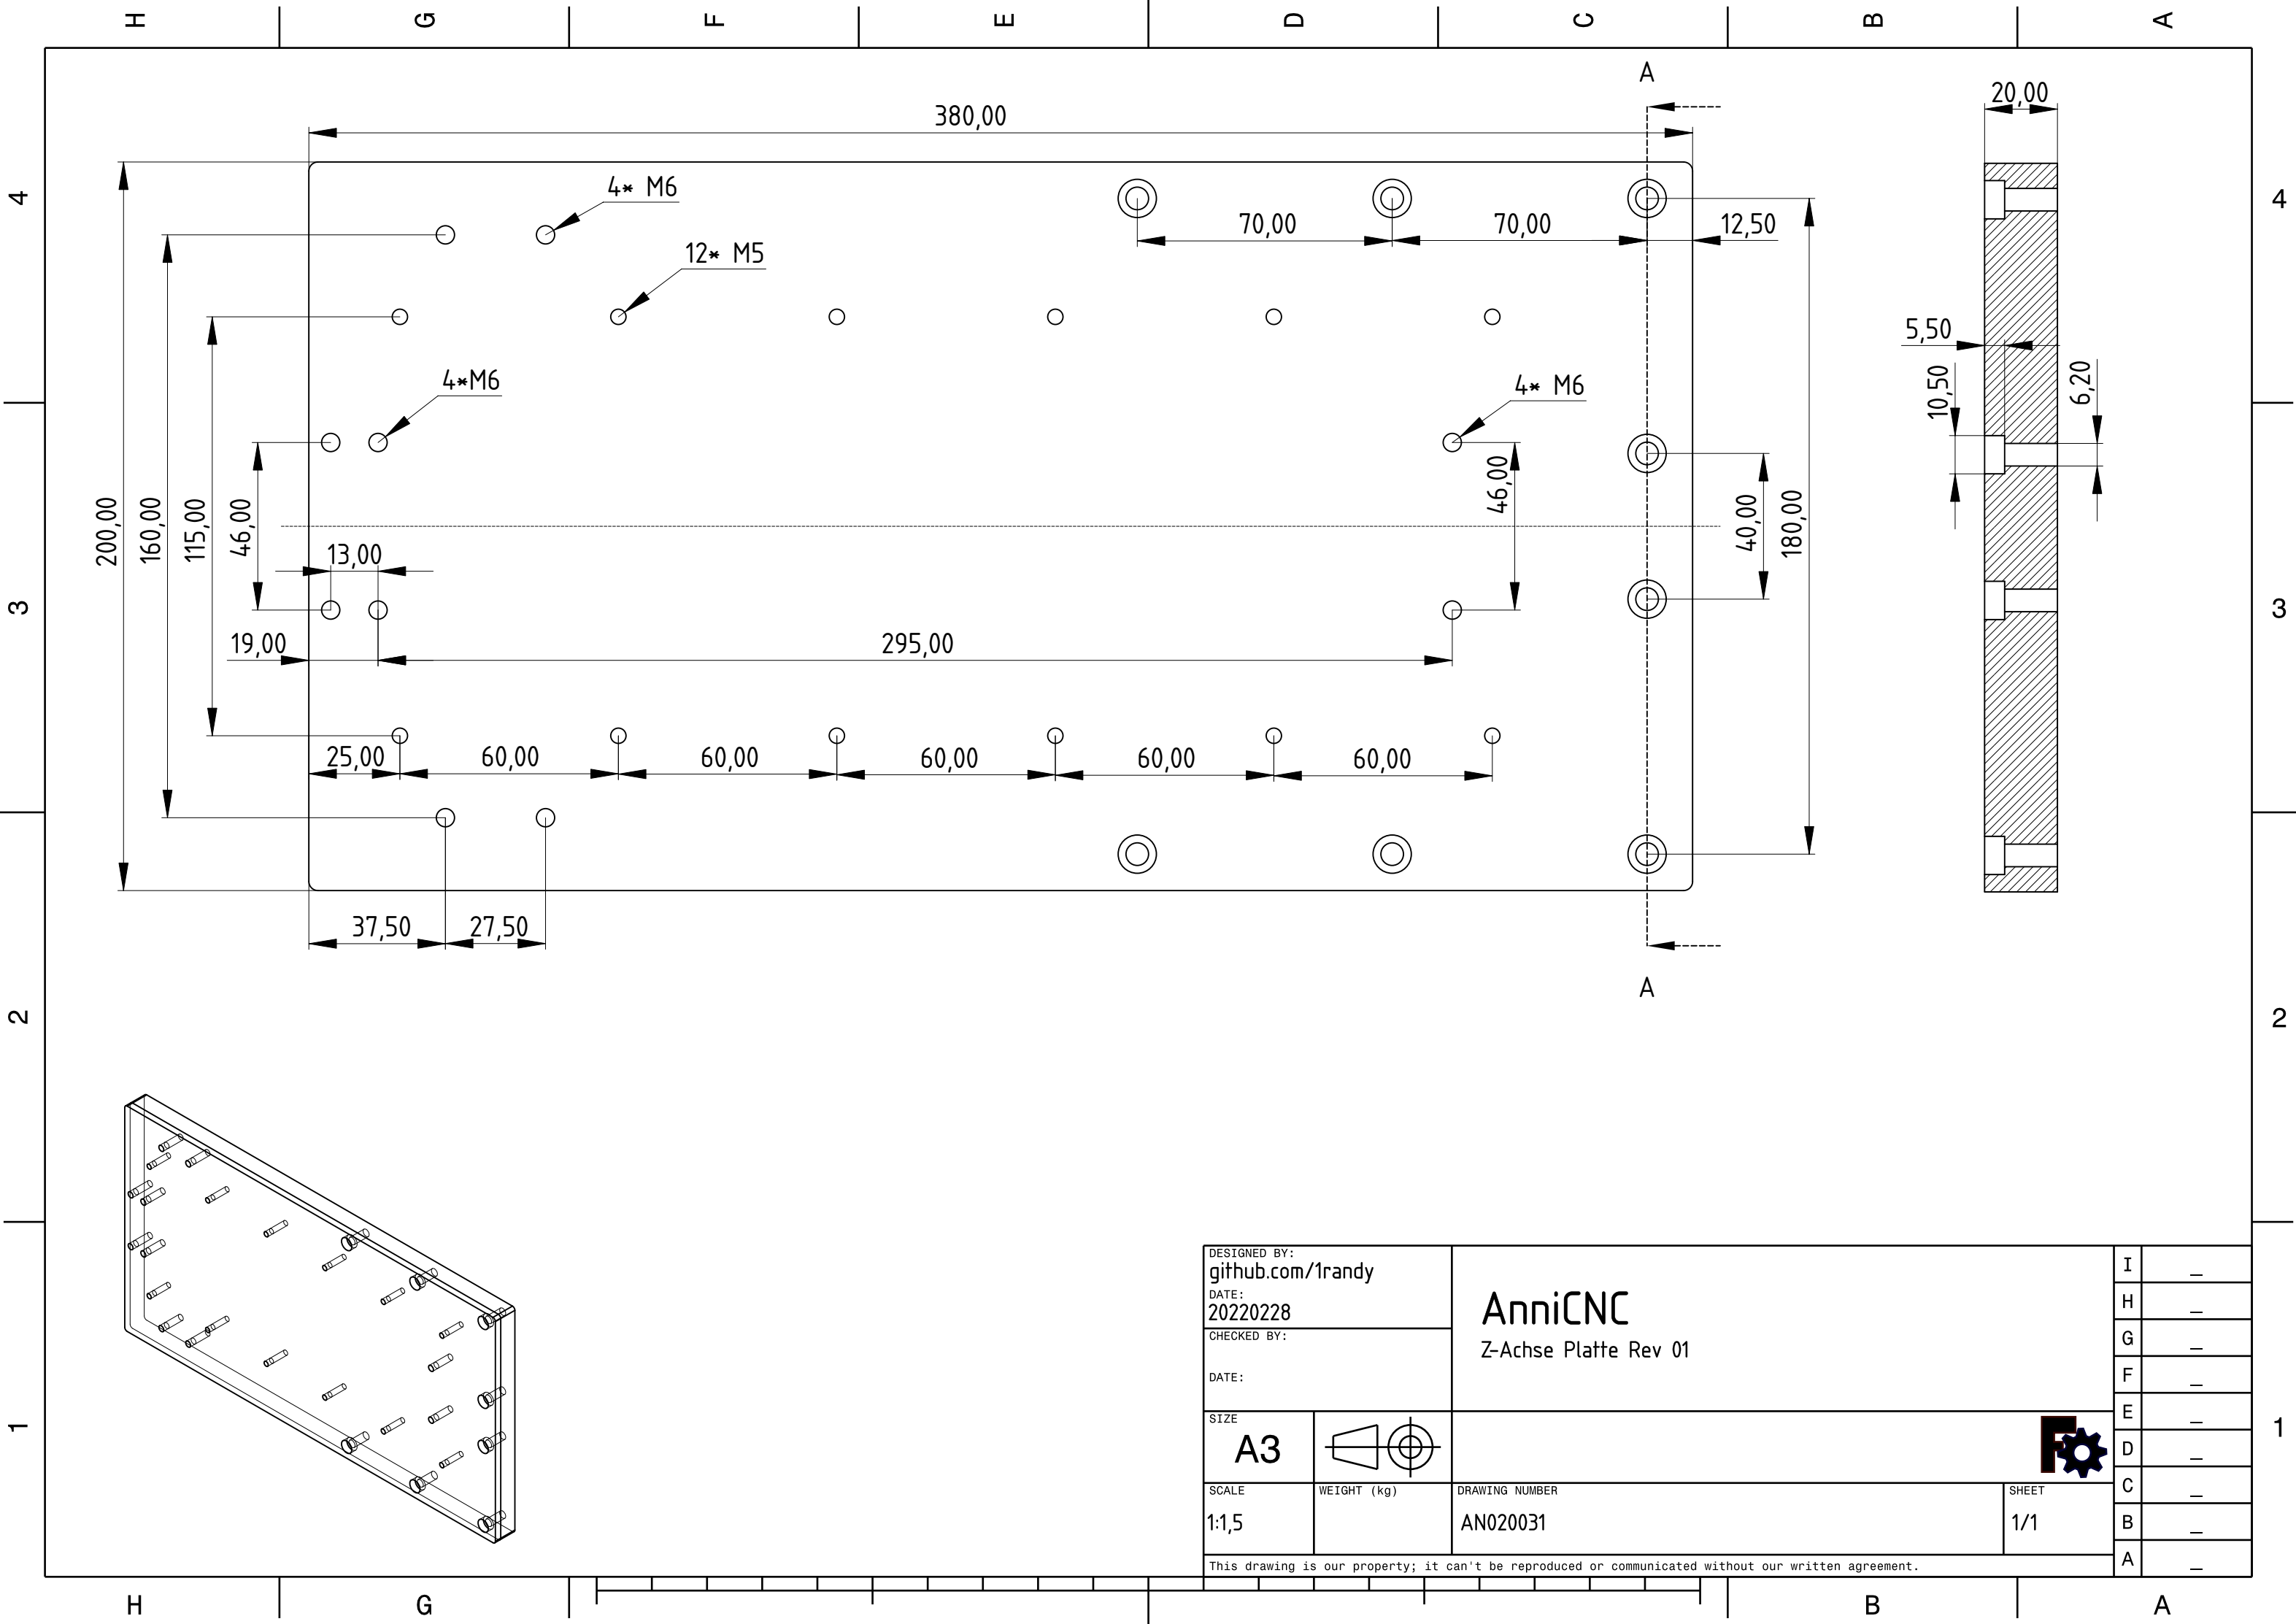 H G F E D C B A
A
380,00
20,00
4
4
4* M6
70,00
70,00
12,50
12* M5
5,50
4*M6
4* M6
10,50
6,20
200,00
160,00
115,00
46,00
46,00
40,00
180,00
13,00
3
3
19,00
295,00
25,00
60,00
60,00
60,00
60,00
60,00
37,50
27,50
A
2
2
DESIGNED BY:
github.com/1randy
DATE:
20220228
CHECKED BY:
DATE:
AnniCNC
Z-Achse Platte Rev 01
SIZE
A3
SCALE
1:1,5
WEIGHT (kg)
DRAWING NUMBER
AN020031
SHEET
1/1
This drawing is our property; it can't be reproduced or communicated without our written agreement.
I _
H _
G _
F _
E _
D _
C _
B _
A _
F
1
1
H G B A